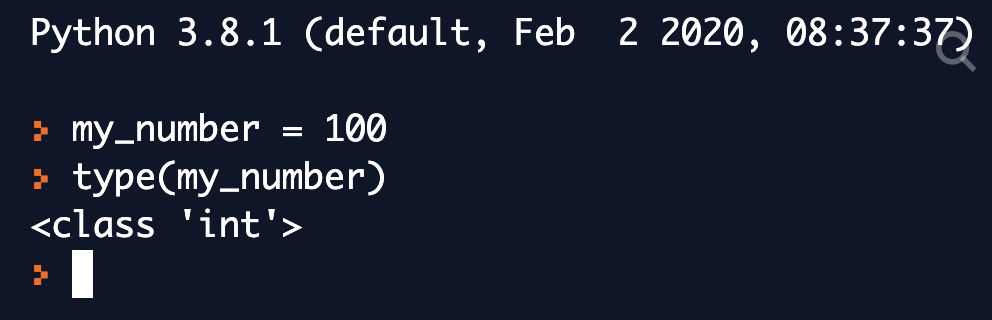 Python 3.8.1 (default, Feb  2 2020, 08:37:37)
my_number = 100
type(my_number)
<class 'int'>